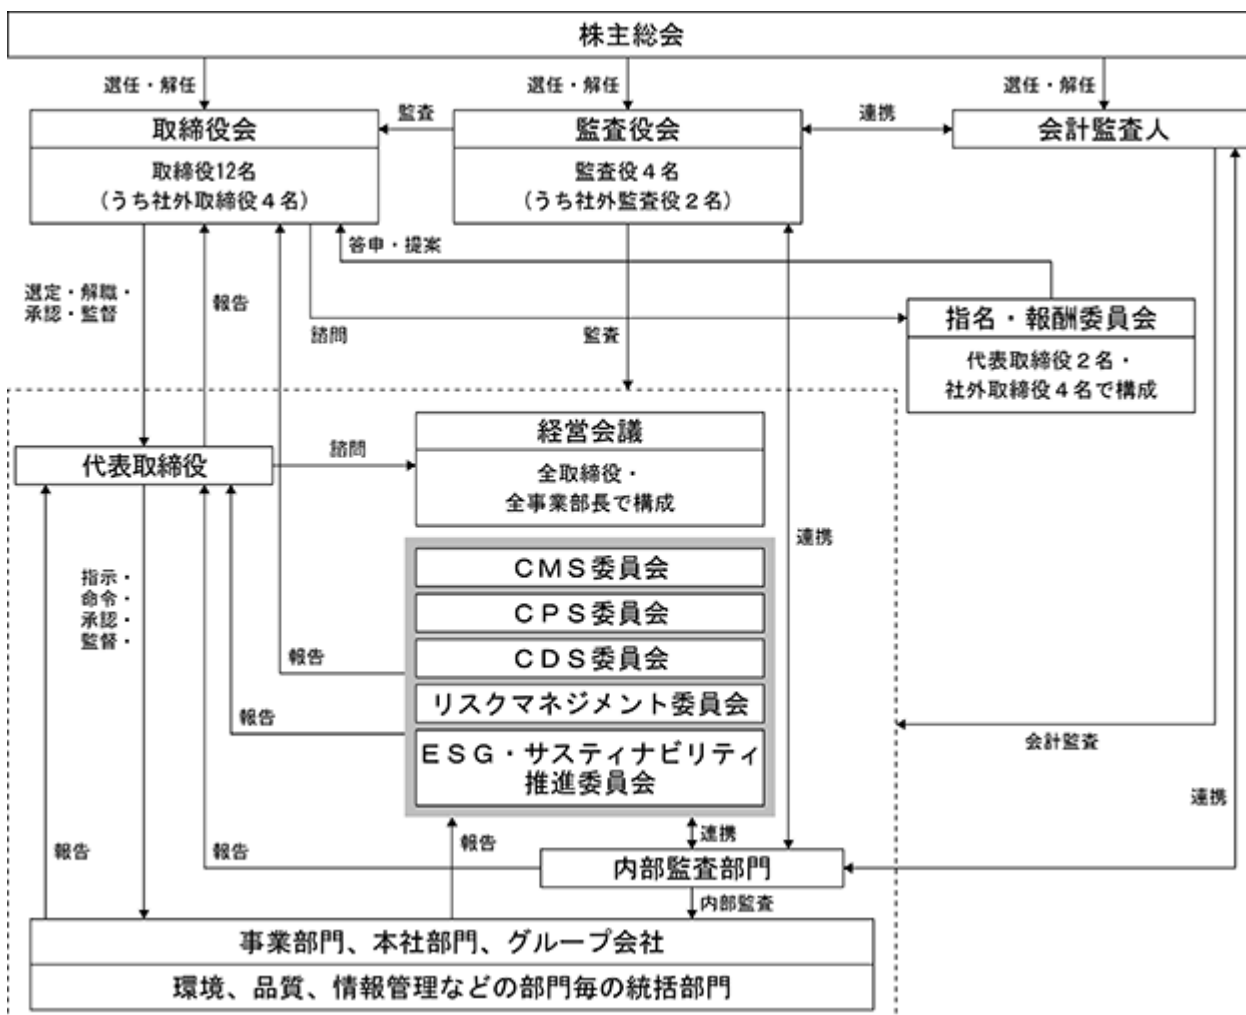 株主総会
選任・解任
選任・解任
選任・解任
取締役会
監査
監査役会
連携
会計監査人
取締役12名
(うち社外取締役4名)
監査役4名
(うち社外監査役2名)
答申・提案
選定・解職・
承認・監督
報告
諮問
監査
指名・報酬委員会
代表取締役2名・
社外取締役4名で構成
経営会議
代表取締役
諮問
全取締役・
全事業部長で構成
連携
CMS委員会
指示・
命令・
承認・
監督・
CPS委員会
CDS委員会
報告
リスクマネジメント委員会
報告
ESG・サスティナビリティ
推進委員会
会計監査
連携
報告
報告
報告
連携
内部監査部門
内部監査
事業部門、本社部門、グループ会社
環境、品質、情報管理などの部門毎の統括部門